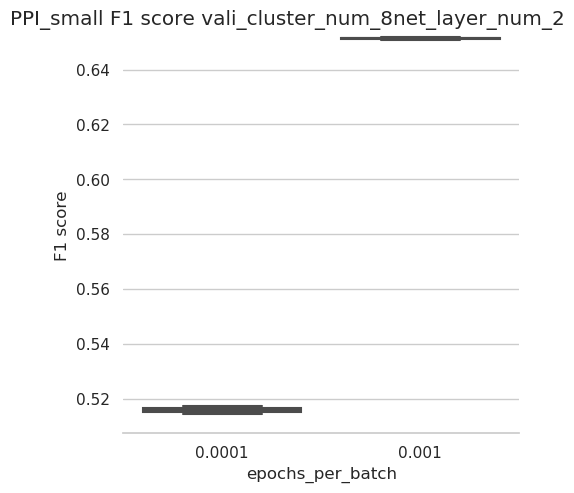 PPI_small F1 score vali_cluster_num_8net_layer_num_2
0.64
0.62
0.60
0.58
0.56
0.54
0.52
F1 score
0.0001 0.001
epochs_per_batch